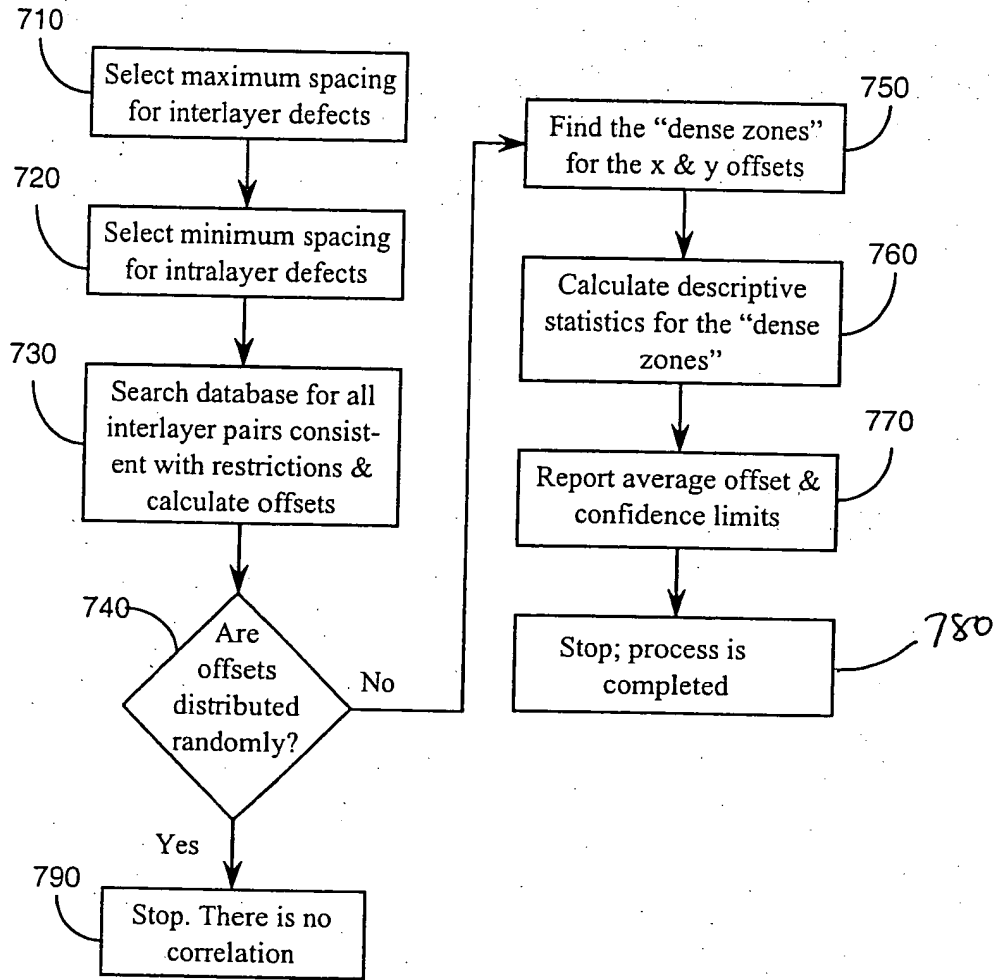 710
Select maximum spacing
for interlayer defects
720
Select minimum spacing
for intralayer defects
730
Search database for all
interlayer pairs consist-
ent with restrictions &
calculate offsets
740
Are
offsets
distributed
randomly?
No
Yes
790
Stop. There is no
correlation
750
Find the “dense zones”
for the x & y offsets
760
Calculate descriptive
statistics for the “dense
zones”
770
Report average offset &
confidence limits
780
Stop; process is
completed